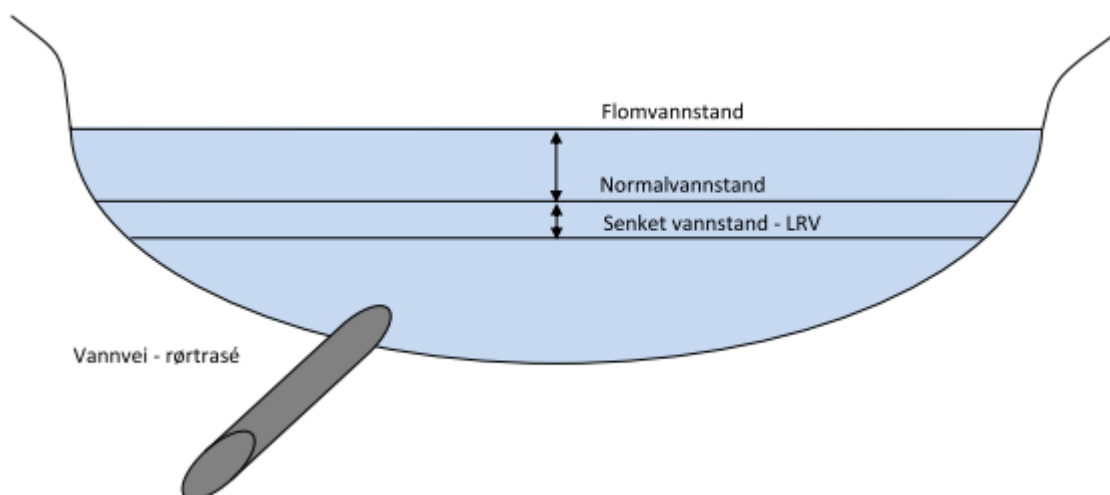 Flomvannstand
Normalvannstand
Senket vannstand - LRV
Vannvei - rørtrasé